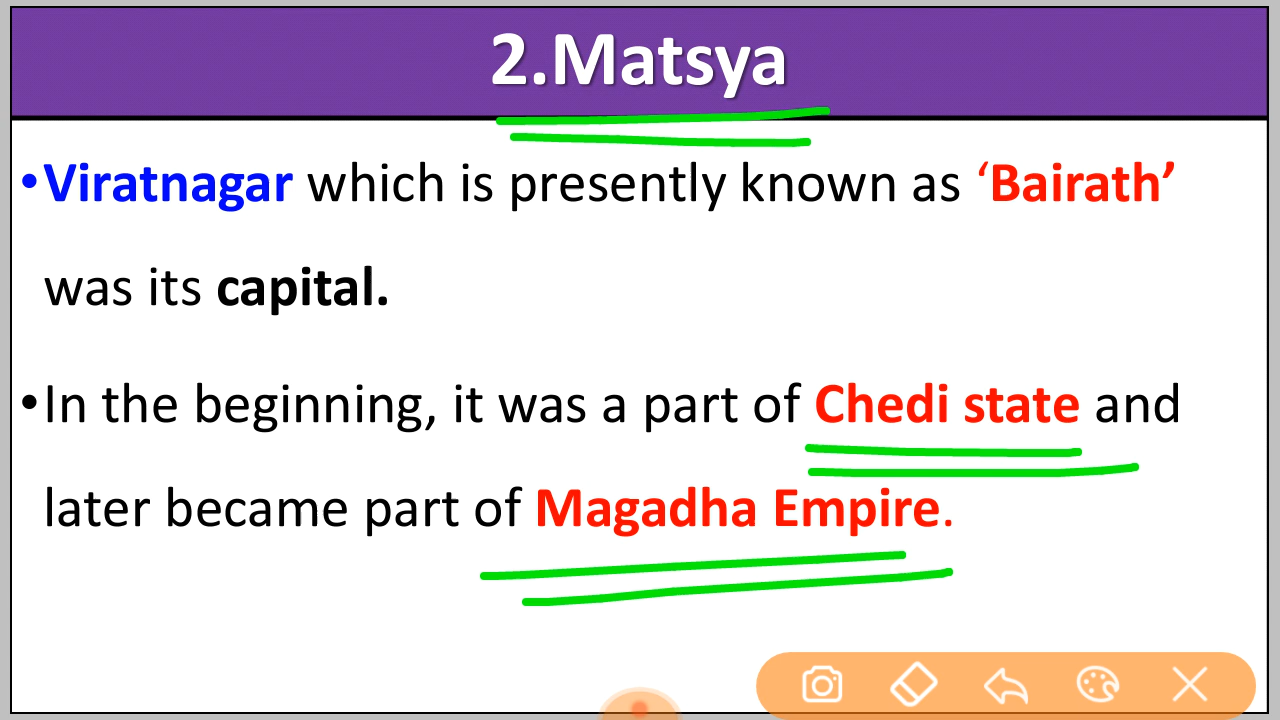 2.Matsya
•Viratnagar which is presently known as ‘Bairath’
was its capital.
•In the beginning, it was a part of Chedi state and
later became part of Magadha Empire.